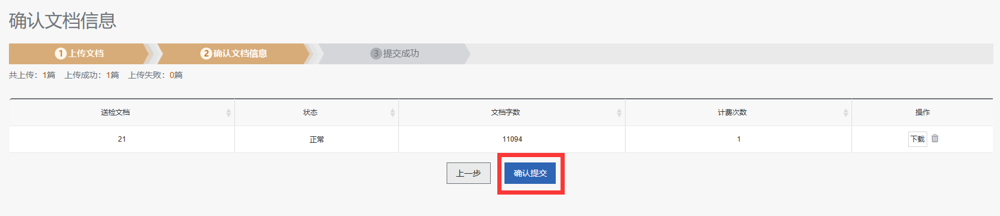 确认文档信息
1 上传文档 2 确认文档信息 3 提交成功
共上传：1篇 上传成功：1篇 上传失败：0篇
送检文档 状态 文档字数 计费次数 操作
21 正常 11094 1 下载
上一步 确认提交